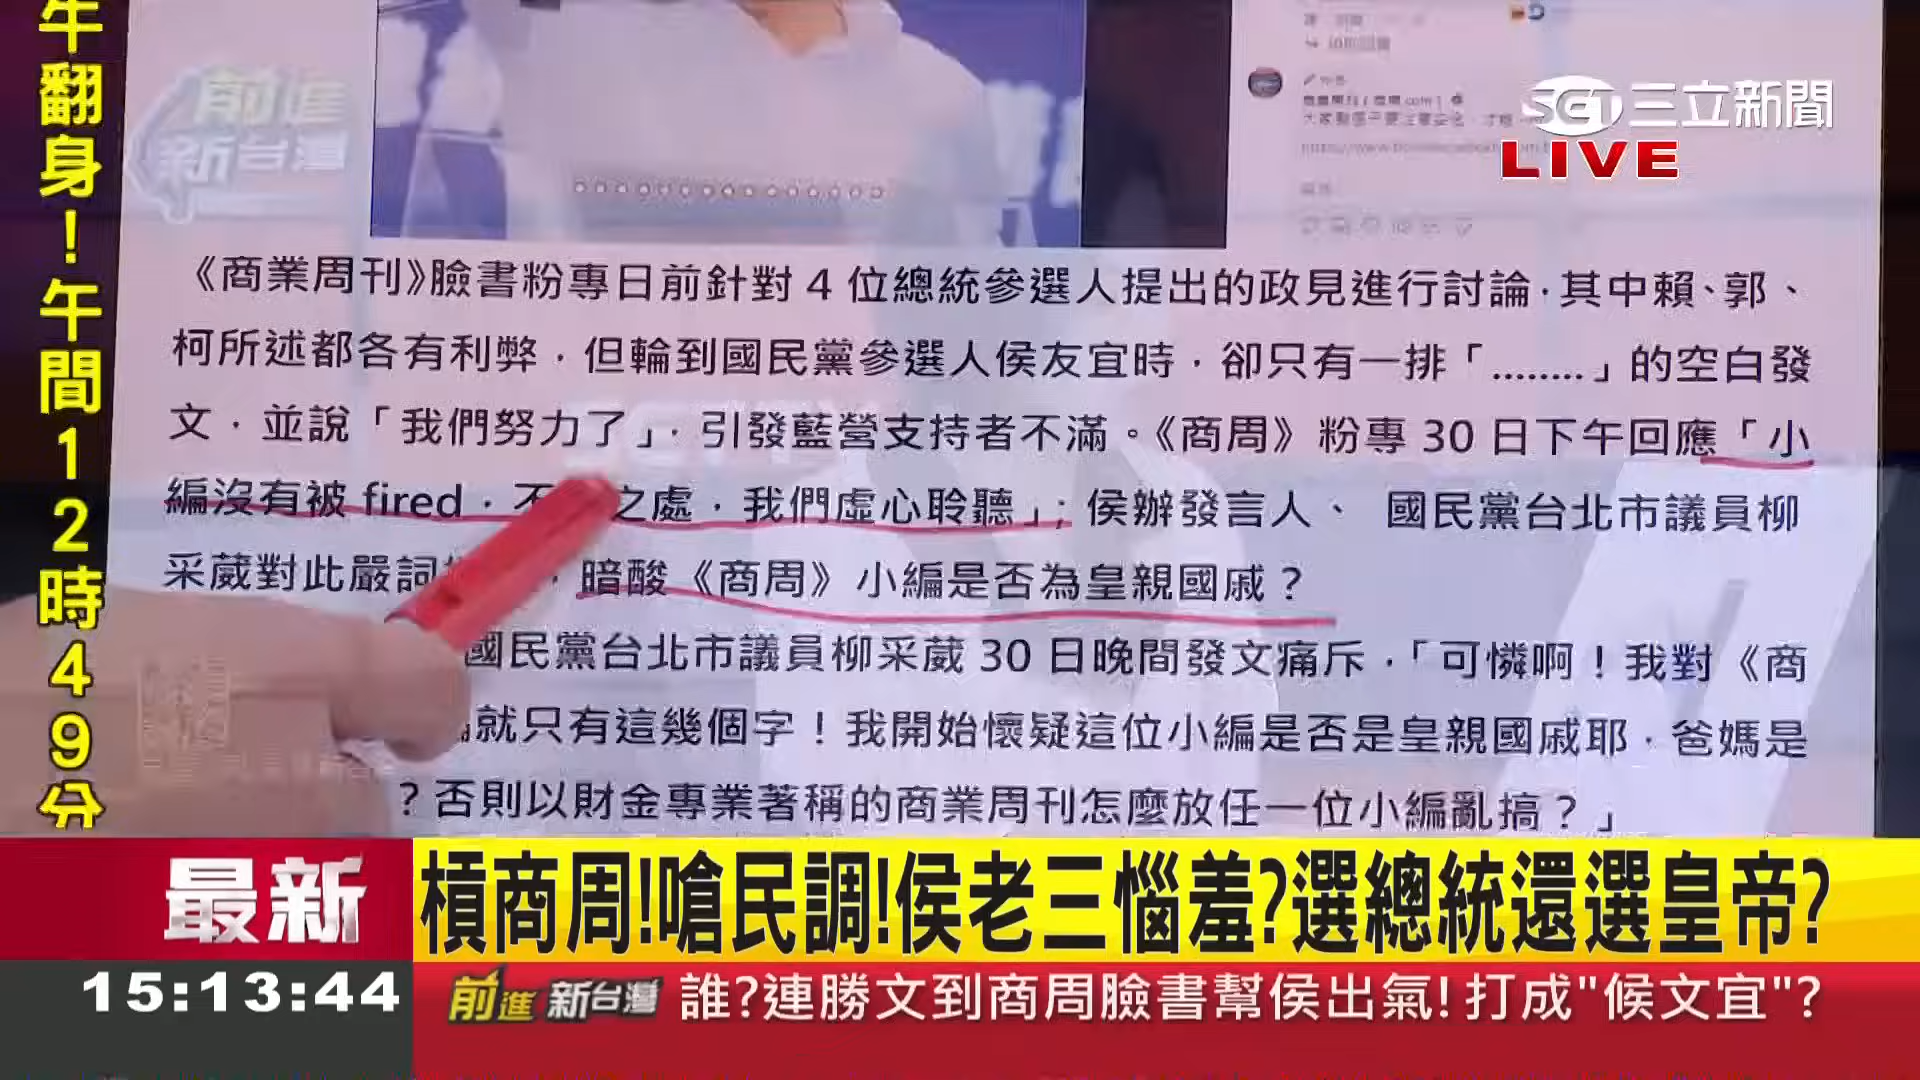 牛翻身!午間12時49分
前進
新台灣
SET三立新聞
LIVE
《商業周刊》臉書粉專日前針對 4 位總統參選人提出的政見進行討論，其中賴、郭、
柯所述都各有利弊，但輪到國民黨參選人侯友宜時，卻只有一排「........」的空白發
文，並說「我們努力了」，引發藍營支持者不滿。《商周》粉專 30 日下午回應「小
編沒有被 fired，不 之處，我們虛心聆聽」；侯辦發言人、 國民黨台北市議員柳
采葳對此嚴詞 ，暗酸《商周》小編是否為皇親國戚？
國民黨台北市議員柳采葳 30 日晚間發文痛斥，「可憐啊！我對《商
就只有這幾個字！我開始懷疑這位小編是否是皇親國戚耶，爸媽是
？否則以財金專業著稱的商業周刊怎麼放任一位小編亂搞？」
最新
槓商周!嗆民調!侯老三惱羞?選總統還選皇帝?
15:13:44
前進新台灣 誰?連勝文到商周臉書幫侯出氣!打成"候文宜"?